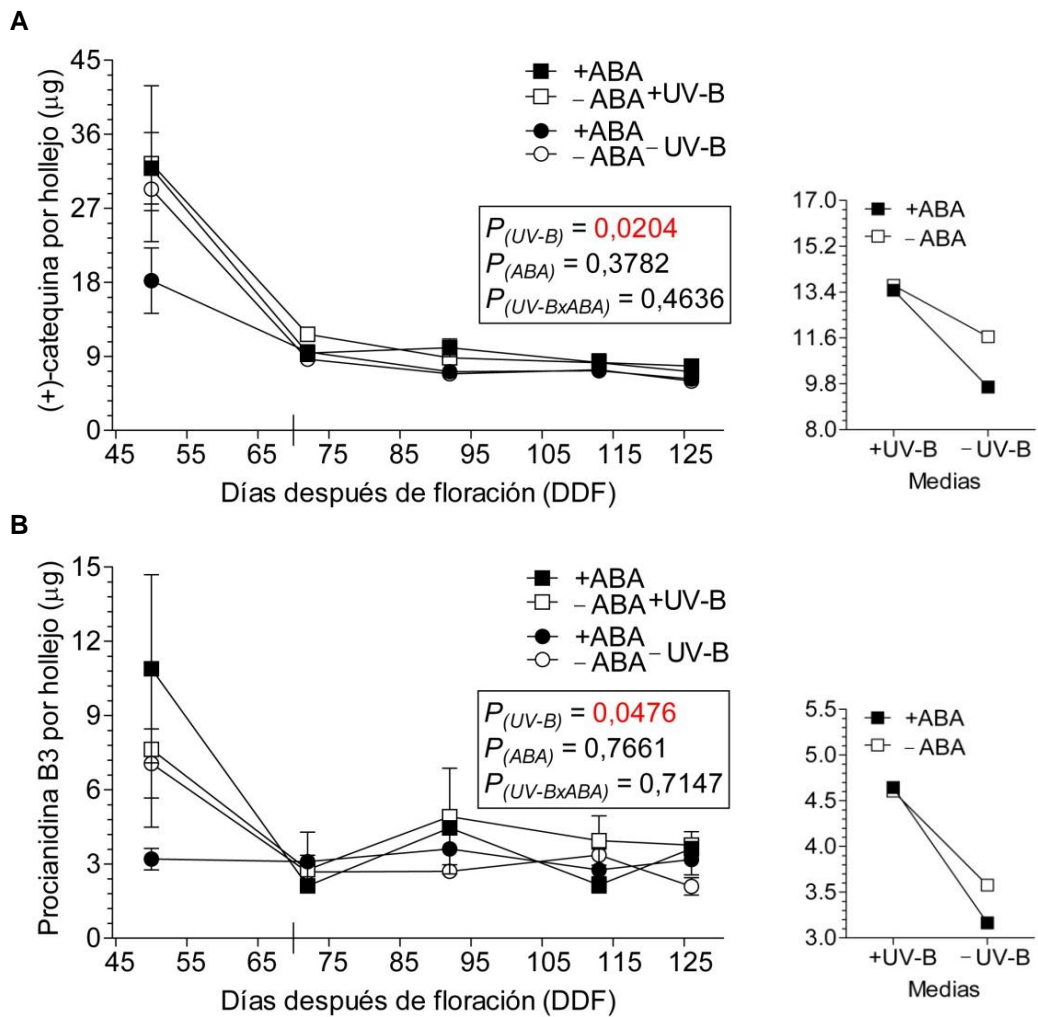 A
(+)-catequina por hollejo (µg)
45
36
27
18
9
0
45 55 65 75 85 95 105 115 125
Días después de floración (DDF)
+ABA
−ABA +UV-B
+ABA
−ABA −UV-B
P(UV-B) = 0,0204
P(ABA) = 0,3782
P(UV-BxABA) = 0,4636
17.0
15.2
13.4
11.6
9.8
8.0
+ABA
−ABA
+UV-B −UV-B
Medias
B
Procianidina B3 por hollejo (µg)
15
12
9
6
3
0
45 55 65 75 85 95 105 115 125
Días después de floración (DDF)
+ABA
−ABA +UV-B
+ABA
−ABA −UV-B
P(UV-B) = 0,0476
P(ABA) = 0,7661
P(UV-BxABA) = 0,7147
5.5
5.0
4.5
4.0
3.5
3.0
+ABA
−ABA
+UV-B −UV-B
Medias